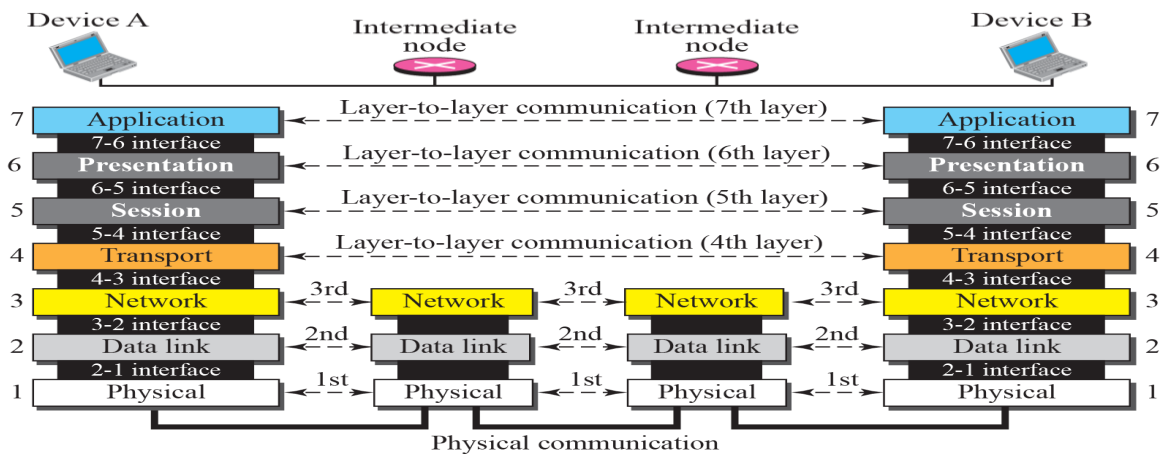 Device A
Intermediate
node
Intermediate
node
Device B
7 Application Layer-to-layer communication (7th layer) Application 7
7-6 interface 7-6 interface
6 Presentation Layer-to-layer communication (6th layer) Presentation 6
6-5 interface 6-5 interface
5 Session Layer-to-layer communication (5th layer) Session 5
5-4 interface 5-4 interface
4 Transport Layer-to-layer communication (4th layer) Transport 4
4-3 interface 4-3 interface
3 Network 3rd Network 3rd Network 3rd Network 3
3-2 interface 3-2 interface
2 Data link 2nd Data link 2nd Data link 2nd Data link 2
2-1 interface 2-1 interface
1 Physical 1st Physical 1st Physical 1st Physical 1
Physical communication